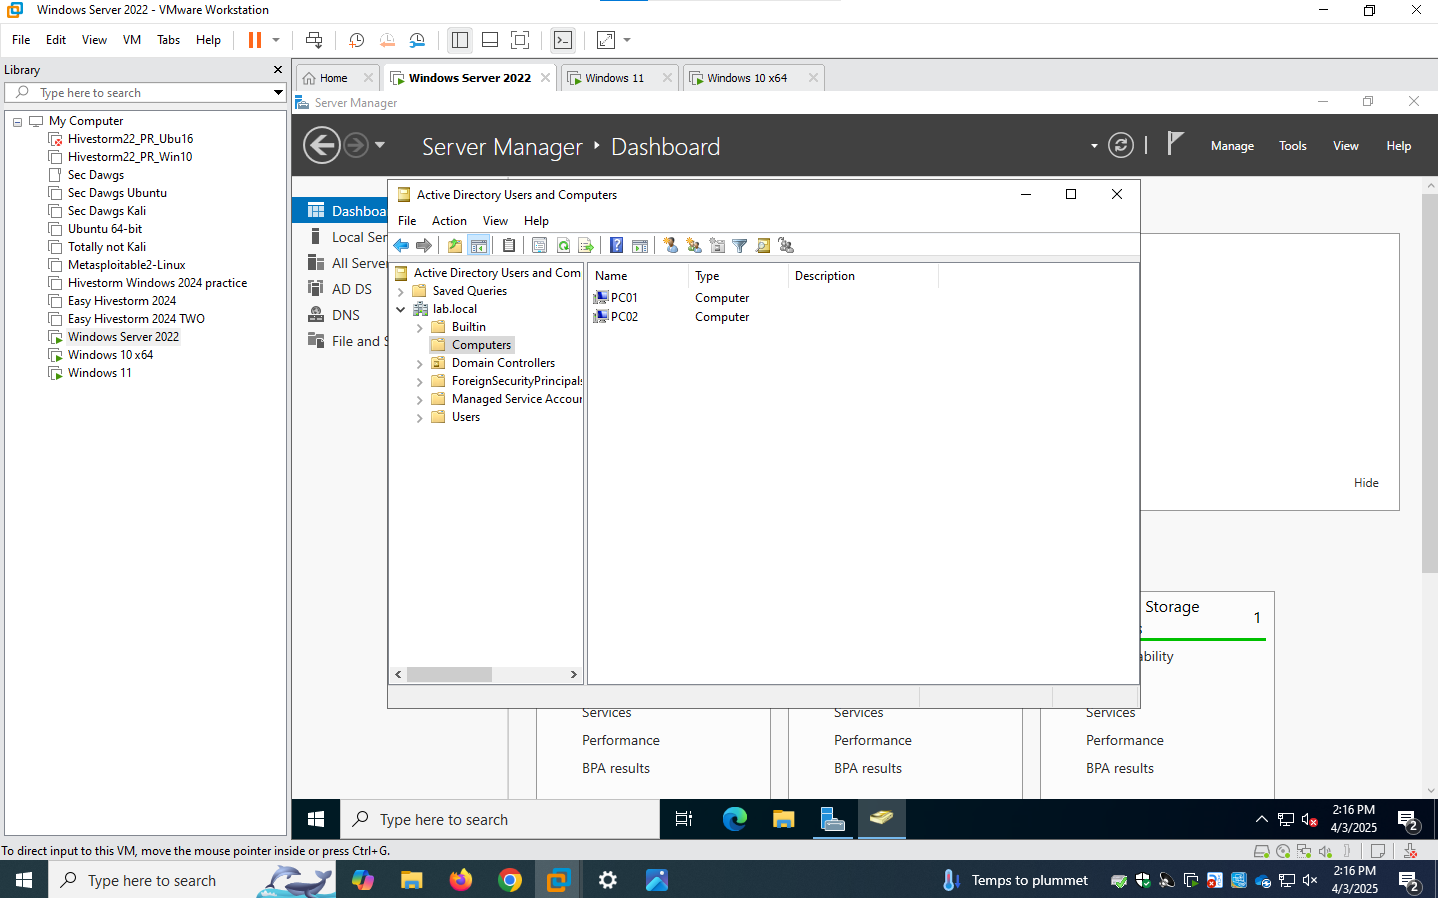 Windows Server 2022 - VMware Workstation
File Edit View VM Tabs Help
Library
Type here to search
My Computer
Hivestorm22_PR_Ubu16
Hivestorm22_PR_Win10
Sec Dawgs
Sec Dawgs Ubuntu
Sec Dawgs Kali
Ubuntu 64-bit
Totally not Kali
Metasploitable2-Linux
Hivestorm Windows 2024 practice
Easy Hivestorm 2024
Easy Hivestorm 2024 TWO
Windows Server 2022
Windows 10 x64
Windows 11
Home
Windows Server 2022
Windows 11
Windows 10 x64
Server Manager
Server Manager Dashboard
Manage Tools View Help
Dashboa
Local Ser
All Server
AD DS
DNS
File and S
Active Directory Users and Computers
File Action View Help
Active Directory Users and Com
Saved Queries
lab.local
Builtin
Computers
Domain Controllers
ForeignSecurityPrincipals
Managed Service Accour
Users
Name Type Description
PC01 Computer
PC02 Computer
Hide
Storage
1
s
ability
Services Services Services
Performance Performance Performance
BPA results BPA results BPA results
Type here to search
2:16 PM
4/3/2025
2
To direct input to this VM, move the mouse pointer inside or press Ctrl+G.
Type here to search
Temps to plummet
2:16 PM
4/3/2025
2